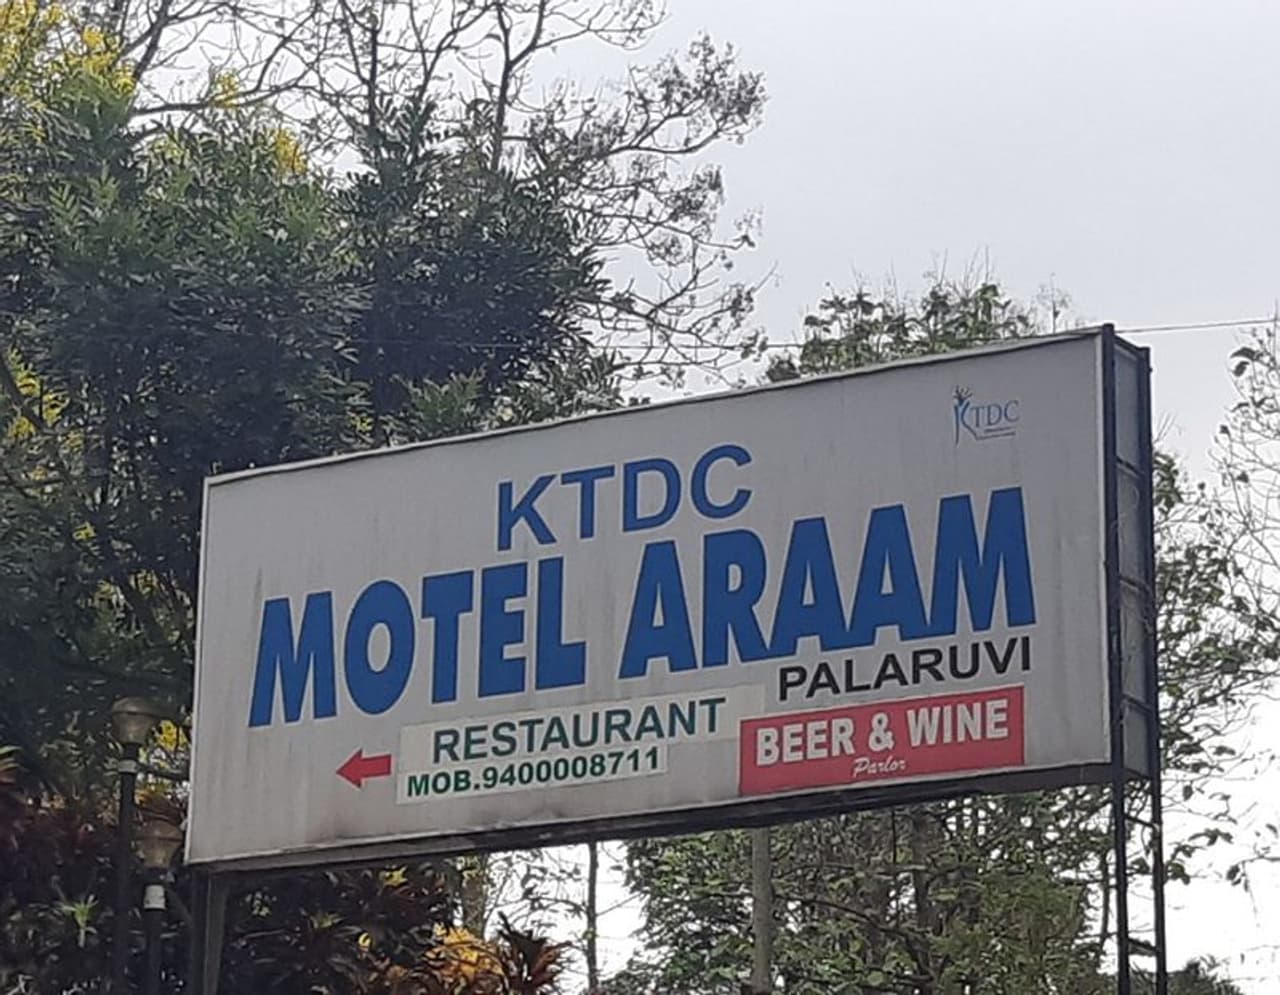 KTDC
KTDC
MOTEL ARAAM
PALARUVI
RESTAURANT
MOB.9400008711
BEER & WINE
Parlor